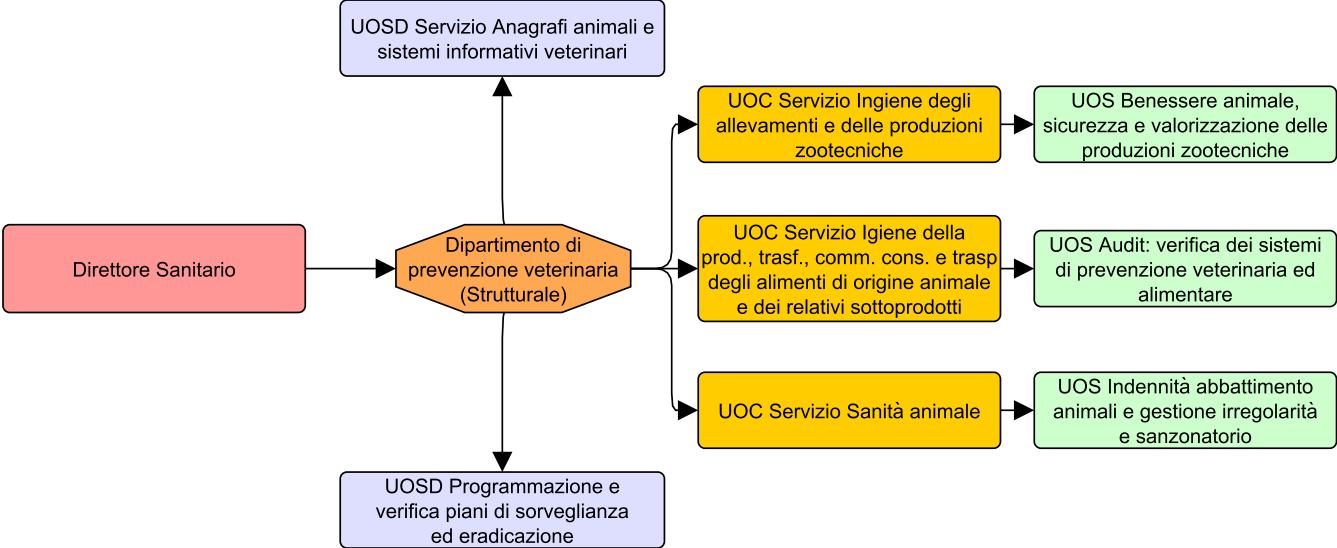 UOSD Servizio Anagrafi animali e
sistemi informativi veterinari
UOC Servizio Ingiene degli
allevamenti e delle produzioni
zootecniche
UOS Benessere animale,
sicurezza e valorizzazione delle
produzioni zootecniche
Direttore Sanitario
Dipartimento di
prevenzione veterinaria
(Strutturale)
UOC Servizio Igiene della
prod., trasf., comm. cons. e trasp
degli alimenti di origine animale
e dei relativi sottoprodotti
UOS Audit: verifica dei sistemi
di prevenzione veterinaria ed
alimentare
UOC Servizio Sanità animale
UOS Indennità abbattimento
animali e gestione irregolarità
e sanzonatorio
UOSD Programmazione e
verifica piani di sorveglianza
ed eradicazione